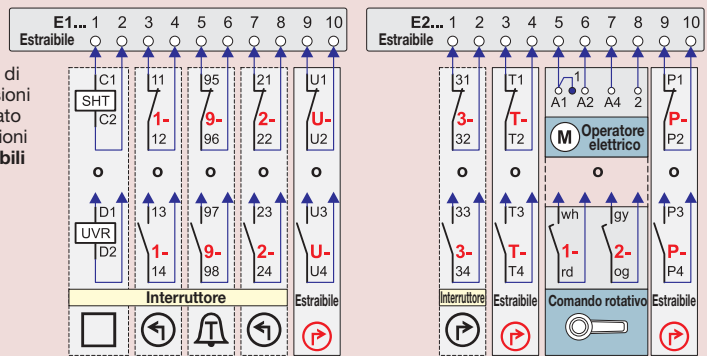 E1... 1 2 3 4 5 6 7 8 9 10
Estraibile
E2... 1 2 3 4 5 6 7 8 9 10
Estraibile
di
sioni
ato
ioni
bili
C1
SHT
C2
11
1-
12
95
9-
96
21
2-
22
U1
U-
U2
31
3-
32
T1
T-
T2
1
A1 A2 A4 2
M Operatore
elettrico
P1
P-
P2
o o o o o
o o o o
D1
UVR
D2
13
1-
14
97
9-
98
23
2-
24
U3
U-
U4
33
3-
34
T3
T-
T4
wh
1-
rd
gy
2-
og
P3
P-
P4
Interruttore
Estraibile
Interruttore
Estraibile
Comando rotativo
Estraibile
T